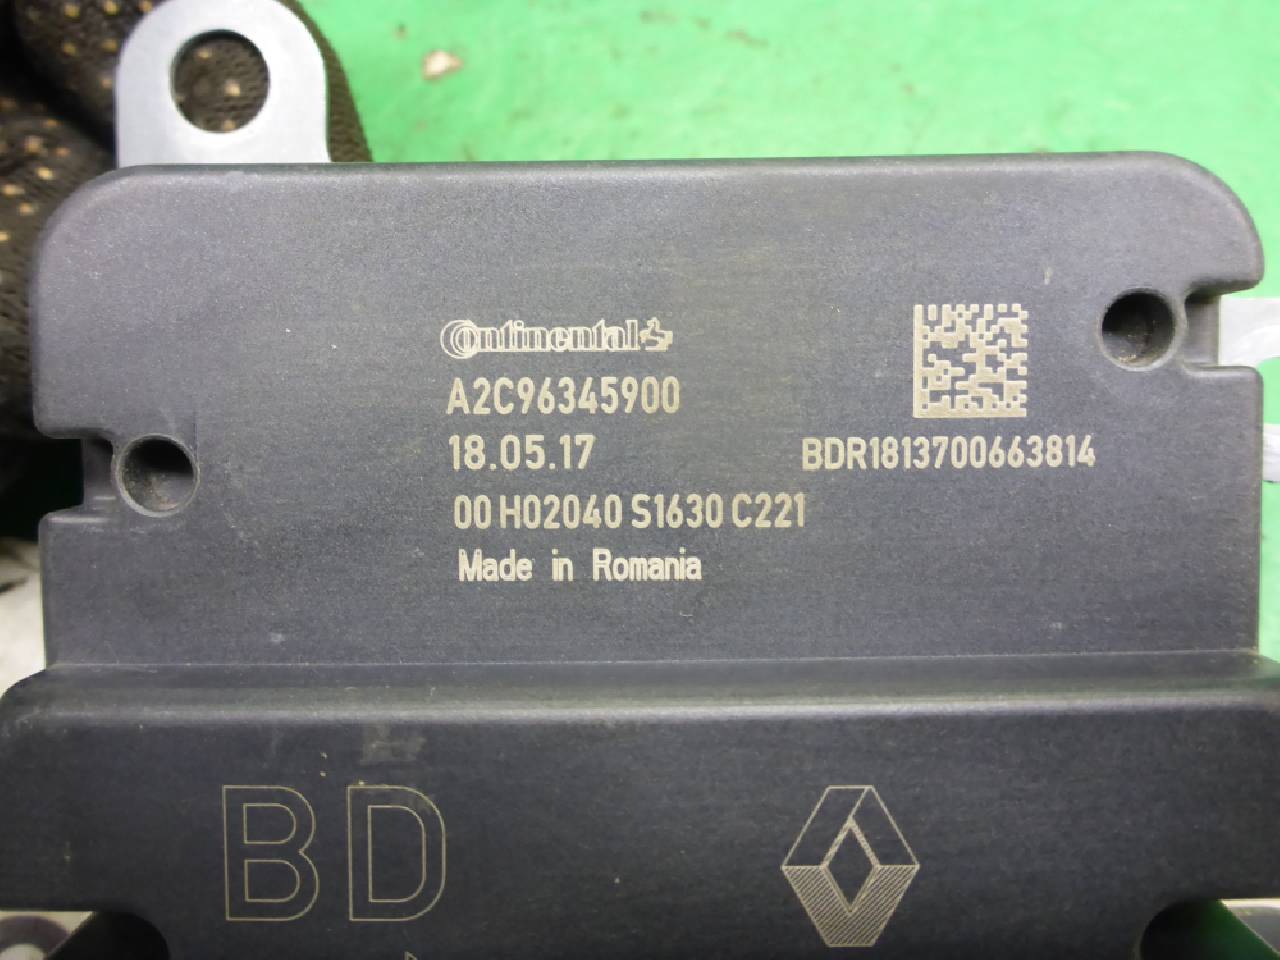 Continental
A2C96345900
18.05.17
BDR1813700663814
00 H02040 S1630 C221
Made in Romania
BD